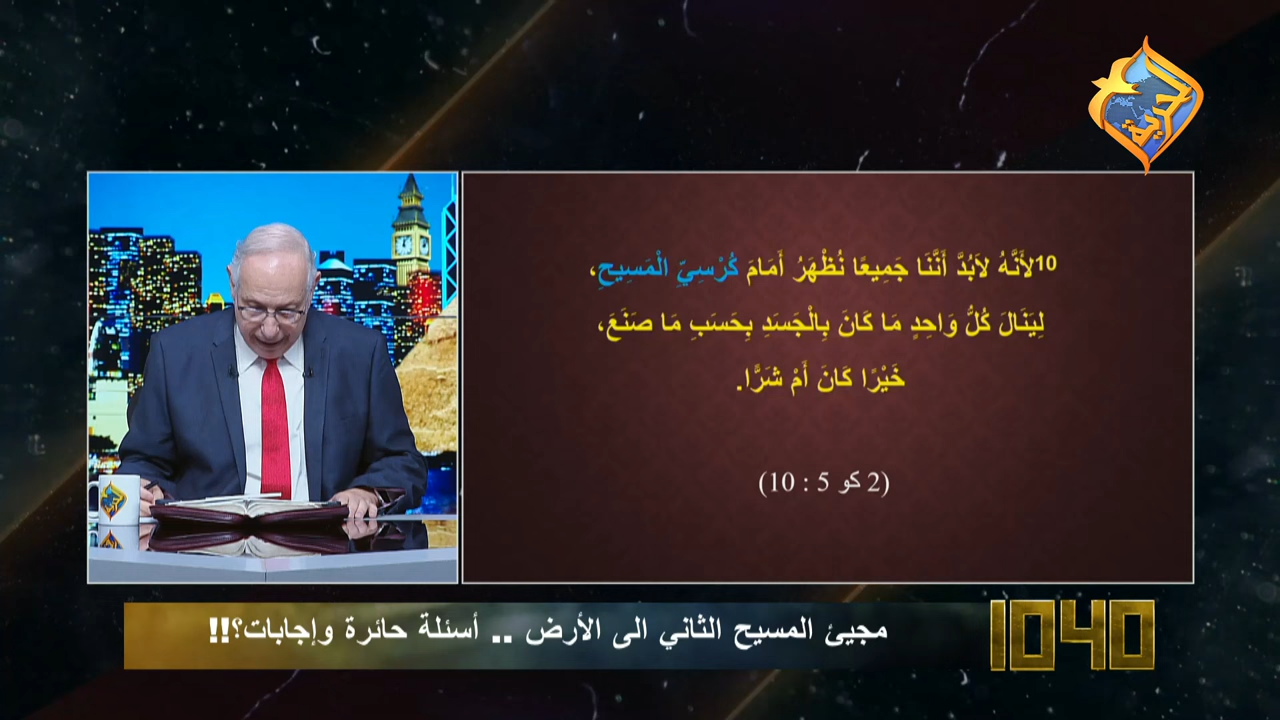 الحرية
10لأَنَّهُ لاَبُدَّ أَنَّنَا جَمِيعًا نُظْهَرُ أَمَامَ كُرْسِيِّ الْمَسِيحِ،
لِيَنَالَ كُلُّ وَاحِدٍ مَا كَانَ بِالْجَسَدِ بِحَسَبِ مَا صَنَعَ،
خَيْرًا كَانَ أَمْ شَرًّا.
(2 كو 5 : 10)
مجيئ المسيح الثاني الى الأرض .. أسئلة حائرة وإجابات؟!!
1040